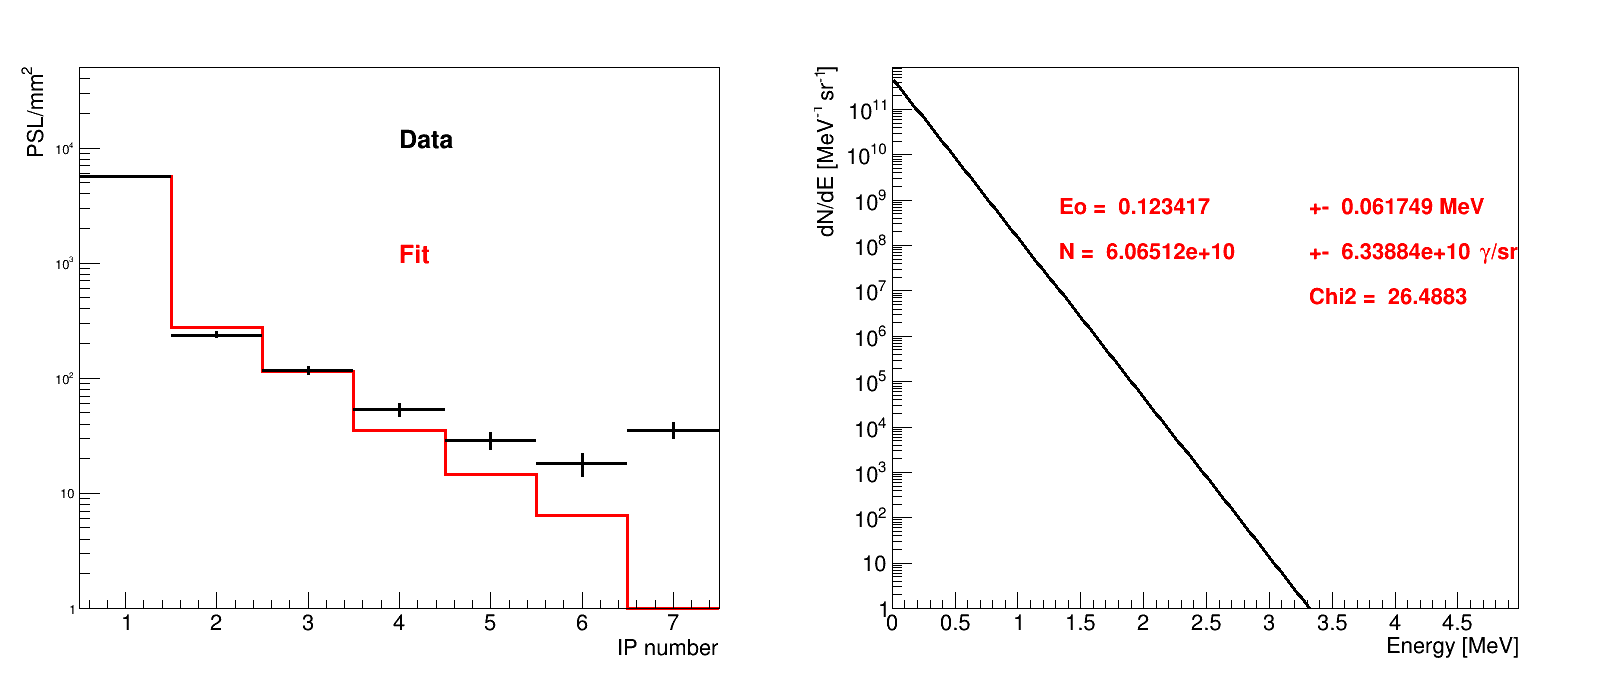 PSL/mm²
10⁴
10³
10²
10
1
Data
Fit
1 2 3 4 5 6 7
IP number
dN/dE [MeV⁻¹ sr⁻¹]
10¹¹
10¹⁰
10⁹
10⁸
10⁷
10⁶
10⁵
10⁴
10³
10²
10
1
Eo = 0.123417 +- 0.061749 MeV
N = 6.06512e+10 +- 6.33884e+10 γ/sr
Chi2 = 26.4883
0 0.5 1 1.5 2 2.5 3 3.5 4 4.5
Energy [MeV]